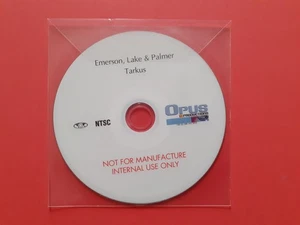 Emerson, Lake & Palmer
Tarkus
NTSC
Opus
NOT FOR MANUFACTURE
INTERNAL USE ONLY